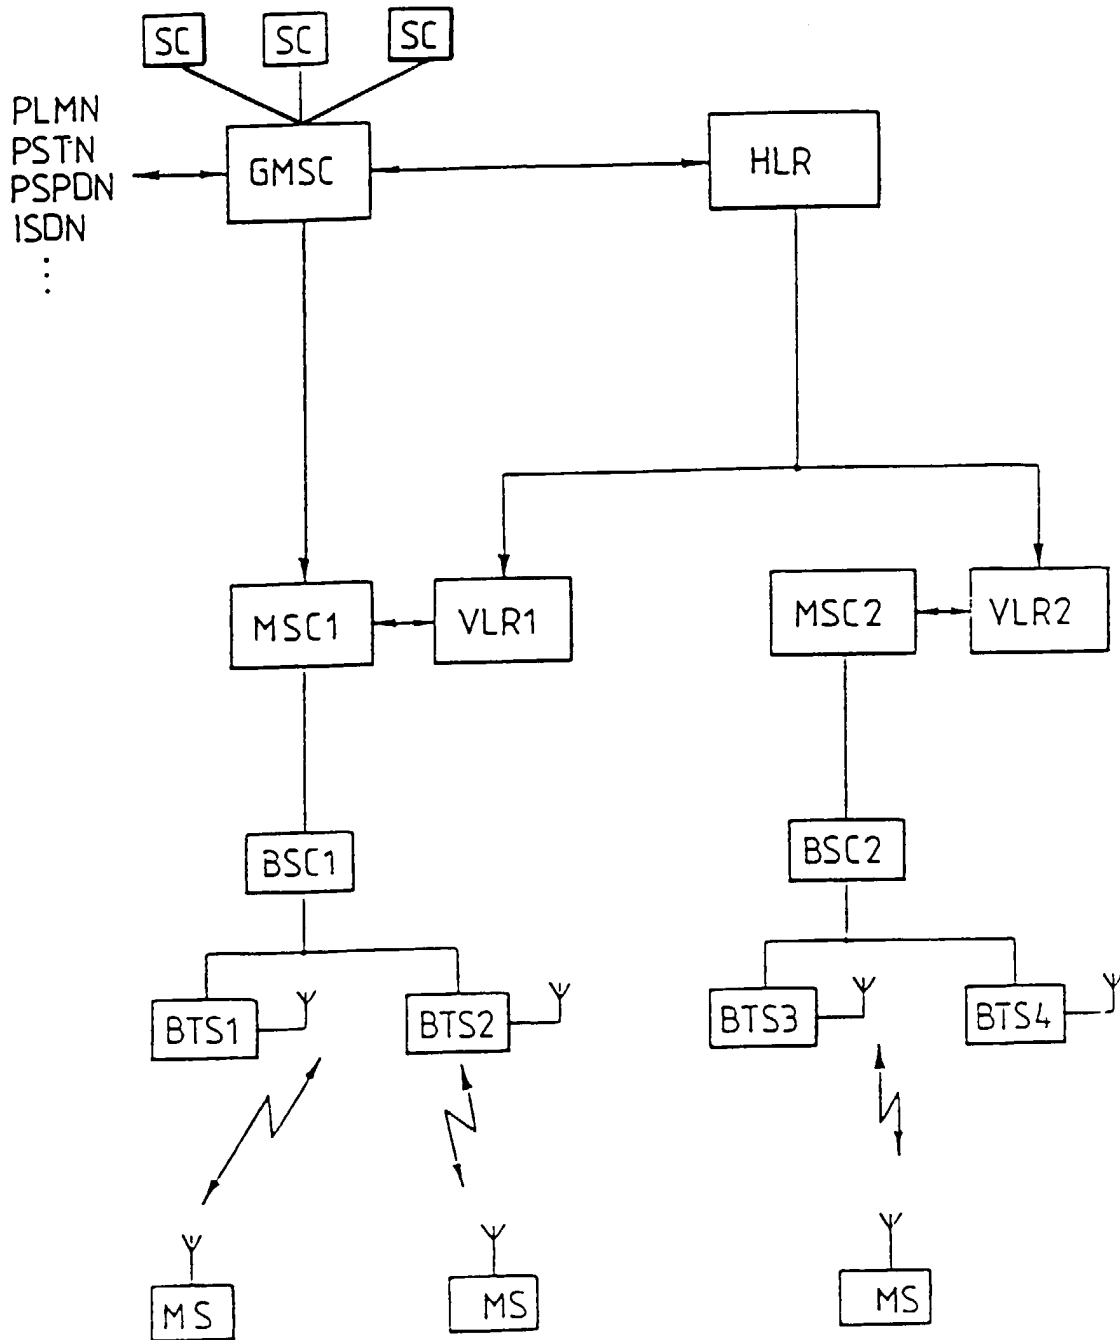 SC
SC
SC
PLMN
PSTN
PSPDN
ISDN
⋮
GMSC
HLR
MSC1
VLR1
MSC2
VLR2
BSC1
BSC2
BTS1
BTS2
BTS3
BTS4
MS
MS
MS